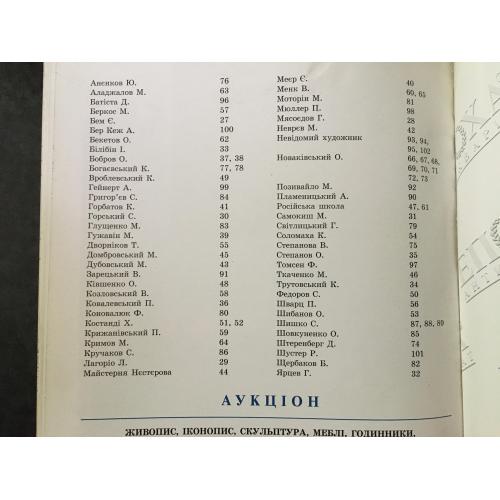 Анєнков Ю. 76
Аладжалов М. 63
Батіста Д. 96
Беркос М. 57
Бем Є. 27
Бер Кеж А. 100
Бекетов О. 62
Білібін І. 33
Бобров О. 37, 38
Богаєвський К. 77, 78
Вроблевський К. 49
Гейнерт А. 99
Григор'єв С. 84
Горбатов К. 41
Горський С. 30
Глущенко М. 83
Гужавін М. 39
Дворніков Т. 55
Домбровський М. 45
Дубовський М. 43
Зарецький В. 91
Ківшенко О. 48
Козловський В. 58
Ковалевський П. 36
Коновалюк Ф. 80
Костанді Х. 51, 52
Крижанівський П. 59
Кримов М. 64
Кручаков С. 86
Лагоріо Л. 29
Майстерня Нєстєрова 44
Меєр Є. 40
Менк В. 60, 65
Моторін М. 81
Мюллер П. 98
Мясоєдов Г. 28
Неврєв М. 42
Невідомий художник 93, 94,
95, 102
Новаківський О. 66, 67, 68,
69, 70, 71
72, 73
Позивайло М. 92
Пламеницький А. 90
Російська школа 47, 61
Самокиш М. 31
Світлицький Г. 79
Соломаха К. 54
Степанова В. 75
Степанов О. 35
Томсен Ф. 97
Ткаченко М. 46
Трутовський К. 34
Федоров С. 50
Шварц П. 56
Шибанов О. 53
Шишко С. 87, 88, 89
Шовкуненко О. 85
Штеренберг Д. 74
Шустер Р. 101
Щербаков Б. 82
Ярцев Г. 32
АУКЦІОН
ЖИВОПИС, ІКОНОПИС, СКУЛЬПТУРА, МЕБЛІ, ГОДИННИКИ,